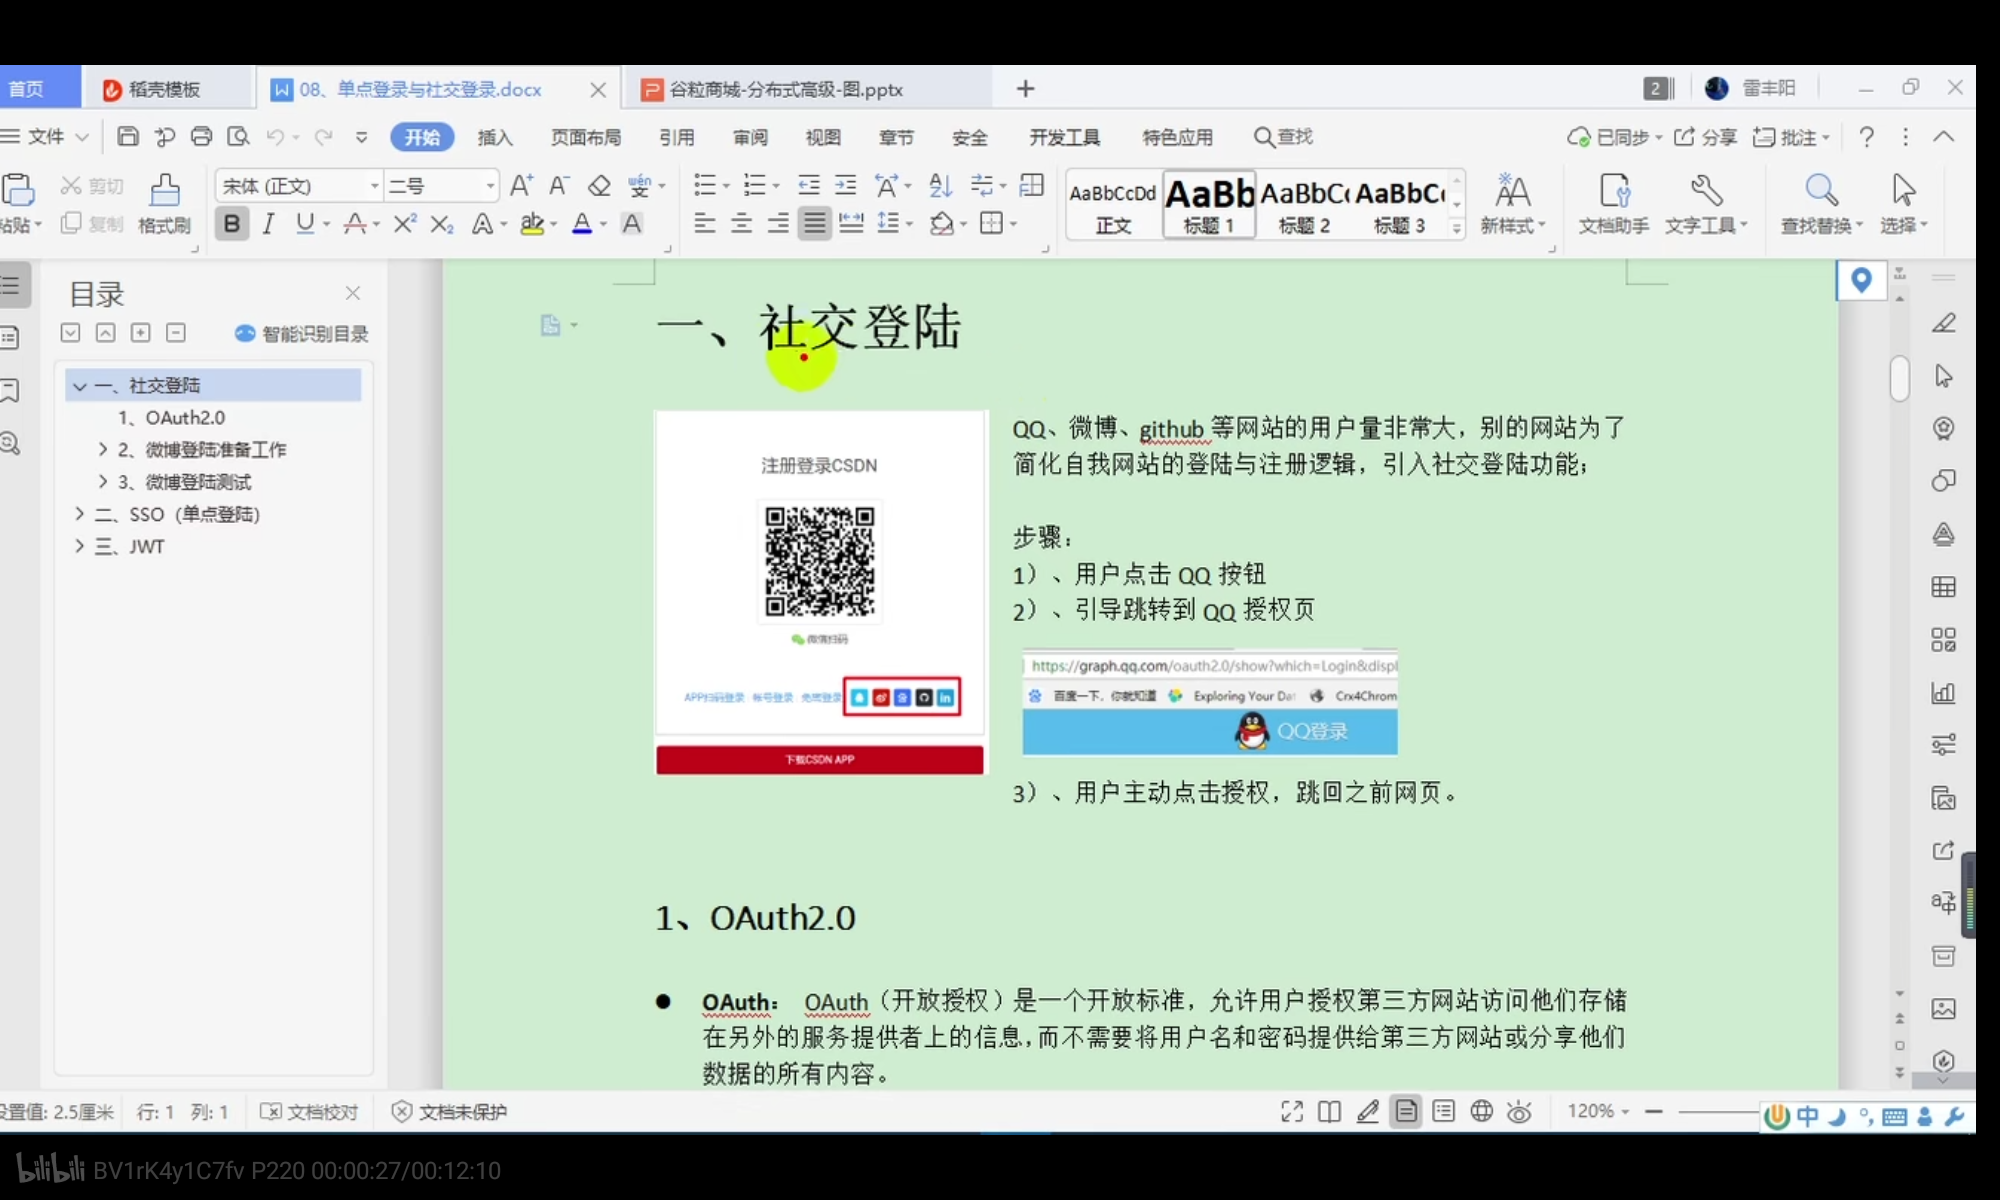 首页 稻壳模板 08、单点登录与社交登录.docx 谷粒商城-分布式高级-图.pptx 2 雷丰阳
文件 开始 插入 页面布局 引用 审阅 视图 章节 安全 开发工具 特色应用 查找 已同步 分享 批注
粘贴 剪切 复制 格式刷
宋体 (正文) 二号
AaBbCcDd AaBb AaBbC AaBbC
正文 标题 1 标题 2 标题 3 新样式 文档助手 文字工具 查找替换 选择
目录
智能识别目录
一、社交登陆
1、OAuth2.0
2、微博登陆准备工作
3、微博登陆测试
二、SSO（单点登陆）
三、JWT
一、社交登陆
注册登录CSDN
微信扫码
APP扫码登录 帐号登录 免密登录
下载CSDN APP
QQ、微博、github 等网站的用户量非常大，别的网站为了
简化自我网站的登陆与注册逻辑，引入社交登陆功能；
步骤：
1）、用户点击 QQ 按钮
2）、引导跳转到 QQ 授权页
https://graph.qq.com/oauth2.0/show?which=Login&displ
百度一下，你就知道 Exploring Your Dat Crx4Chrom
QQ登录
3）、用户主动点击授权，跳回之前网页。
1、OAuth2.0
● OAuth： OAuth（开放授权）是一个开放标准，允许用户授权第三方网站访问他们存储
在另外的服务提供者上的信息,而不需要将用户名和密码提供给第三方网站或分享他们
数据的所有内容。
设置值: 2.5厘米 行: 1 列: 1 文档校对 文档未保护 120% 中
bilibili BV1rK4y1C7fv P220 00:00:27/00:12:10